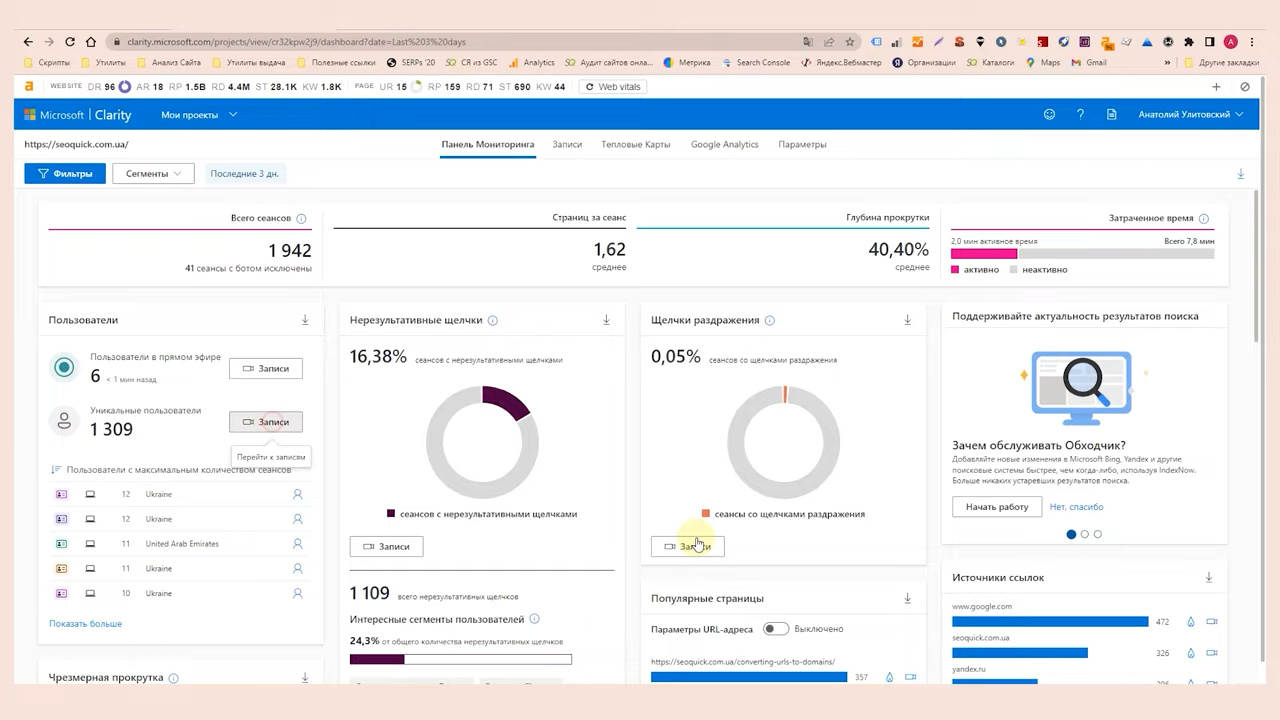 clarity.microsoft.com/projects/view/cr32kpw2j9/dashboard?date=Last%203%20days
Скрипты Утилиты Анализ Сайта Утилиты выдача Полезные ссылки SERPs '20 CR из GSC Analytics Аудит сайтов онлай... Метрика Search Console Яндекс.Вебмастер Организации Каталоги Maps Gmail » Другие закладки
WEBSITE DR 96 AR 18 RP 1.5B RD 4.4M ST 28.1K KW 1.8K PAGE UR 15 RP 159 RD 71 ST 690 KW 44 Web vitals
Microsoft | Clarity Мои проекты Анатолий Улитовский
https://seoquick.com.ua/ Панель Мониторинга Записи Тепловые Карты Google Analytics Параметры
Фильтры Сегменты Последние 3 дн.
Всего сеансов
1 942
41 сеансы с ботом исключены
Страниц за сеанс
1,62
среднее
Глубина прокрутки
40,40%
среднее
Затраченное время
2,0 мин активное время Всего 7,8 мин
активно неактивно
Пользователи
Пользователи в прямом эфире
6 < 1 мин назад
Записи
Уникальные пользователи
1 309
Записи
Перейти к записям
Пользователи с максимальным количеством сеансов
12 Ukraine
12 Ukraine
11 United Arab Emirates
11 Ukraine
10 Ukraine
Показать больше
Чрезмерная прокрутка
Нерезультативные щелчки
16,38% сеансов с нерезультативными щелчками
сеансов с нерезультативными щелчками
Записи
1 109 всего нерезультативных щелчков
Интересные сегменты пользователей
24,3% от общего количества нерезультативных щелчков
Щелчки раздражения
0,05% сеансов со щелчками раздражения
сеансы со щелчками раздражения
Записи
Популярные страницы
Параметры URL-адреса Выключено
https://seoquick.com.ua/converting-urls-to-domains/
357
Поддерживайте актуальность результатов поиска
Зачем обслуживать Обходчик?
Добавляйте новые изменения в Microsoft Bing, Yandex и другие
поисковые системы быстрее, чем когда-либо, используя IndexNow.
Больше никаких устаревших результатов поиска.
Начать работу Нет, спасибо
Источники ссылок
www.google.com
472
seoquick.com.ua
326
yandex.ru